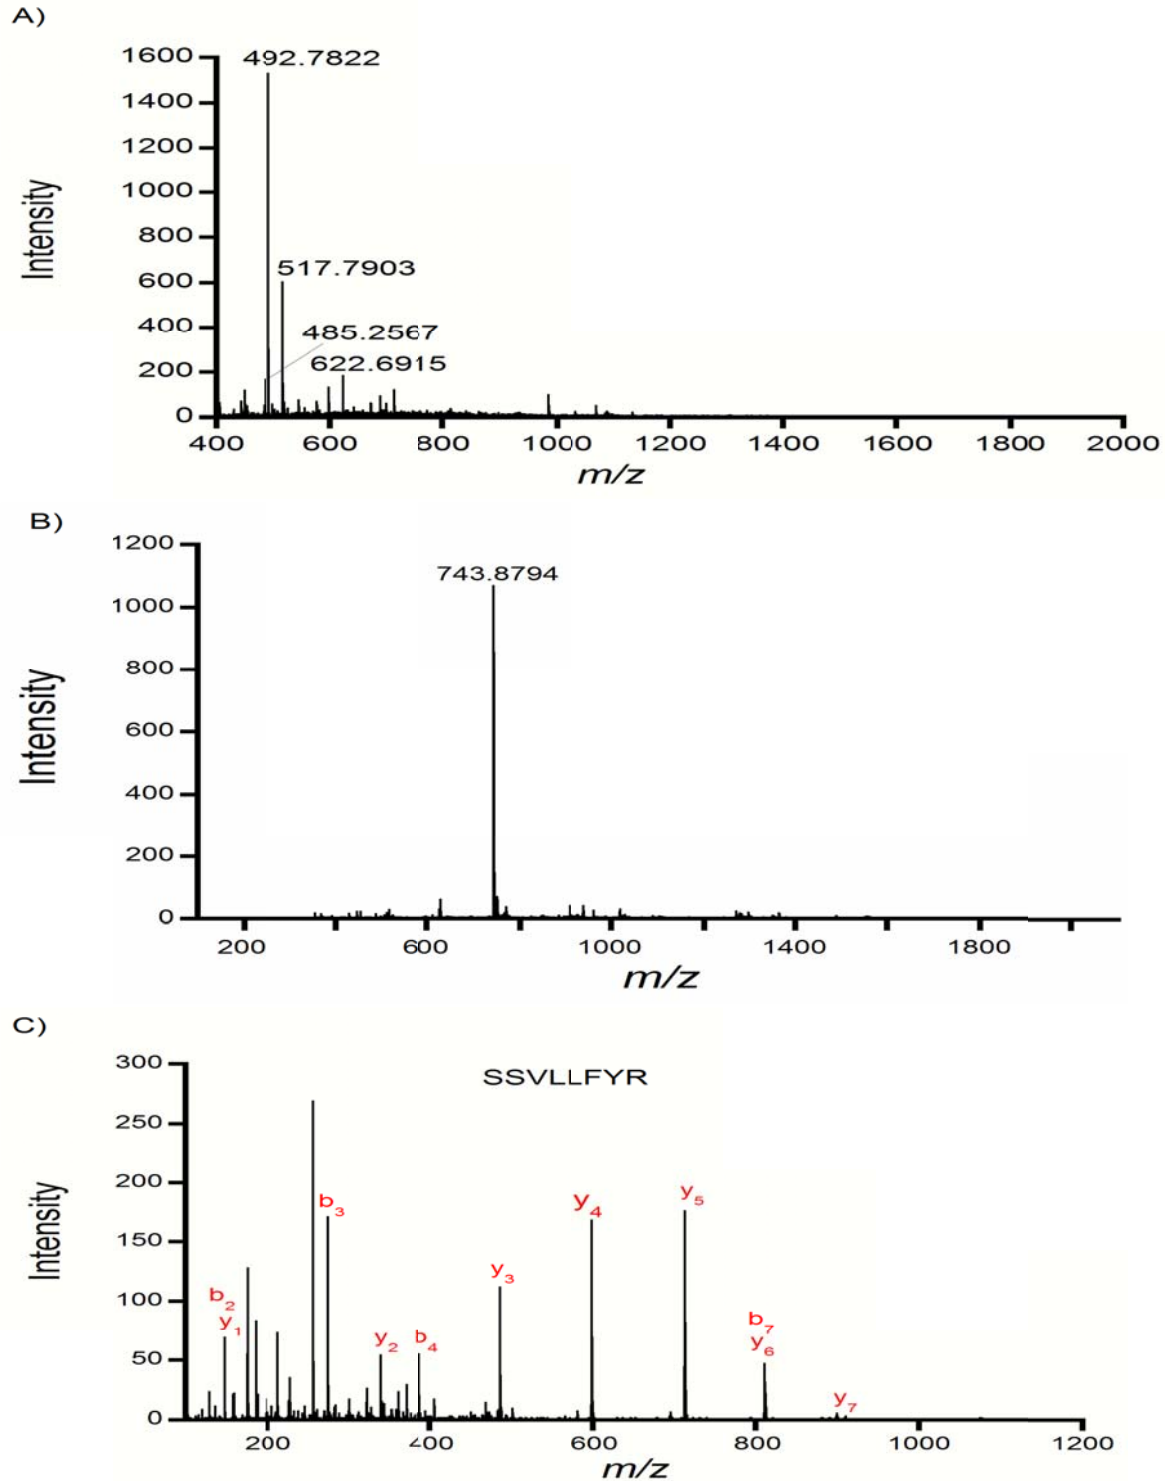 A)
1600
1400
1200
1000
800
600
400
200
0
Intensity
492.7822
517.7903
485.2567
622.6915
400 600 800 1000 1200 1400 1600 1800 2000
m/z
B)
1200
1000
800
600
400
200
0
Intensity
743.8794
200 600 1000 1400 1800
m/z
C)
300
250
200
150
100
50
0
Intensity
SSVLLFYR
b2
y1
b3
y2
b4
y3
y4
y5
b7
y6
y7
200 400 600 800 1000 1200
m/z